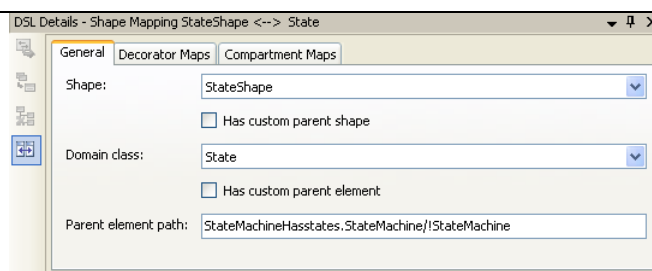 DSL Details - Shape Mapping StateShape <--> State
General Decorator Maps Compartment Maps
Shape: StateShape
Has custom parent shape
Domain class: State
Has custom parent element
Parent element path: StateMachineHasstates.StateMachine/!StateMachine